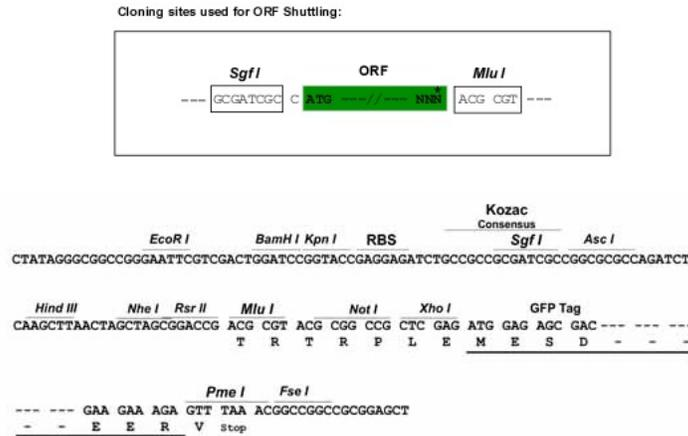 Cloning sites used for ORF Shuttling:
Sgf I ORF Mlu I
--- GCGATCGC C ATG ---//--- NNN* ACG CGT ---
Kozac
Consensus
EcoR I BamH I Kpn I RBS Sgf I Asc I
CTATAGGGCGGCCGGGAATTCGTCGACTGGATCCGGTACCGAGGAGATCTGCCGCCGCGATCGCCGGCGCGCCAGATCT
Hind III Nhe I Rsr II Mlu I Not I Xho I GFP Tag
CAAGCTTAACTAGCTAGCGGACCG ACG CGT ACG CGG CCG CTC GAG ATG GAG AGC GAC --- --- ---
T R T R P L E M E S D - - -
Pme I Fse I
--- --- GAA GAA AGA GTT TAA ACGGCCGGCCGCGGAGCT
- - E E R V Stop